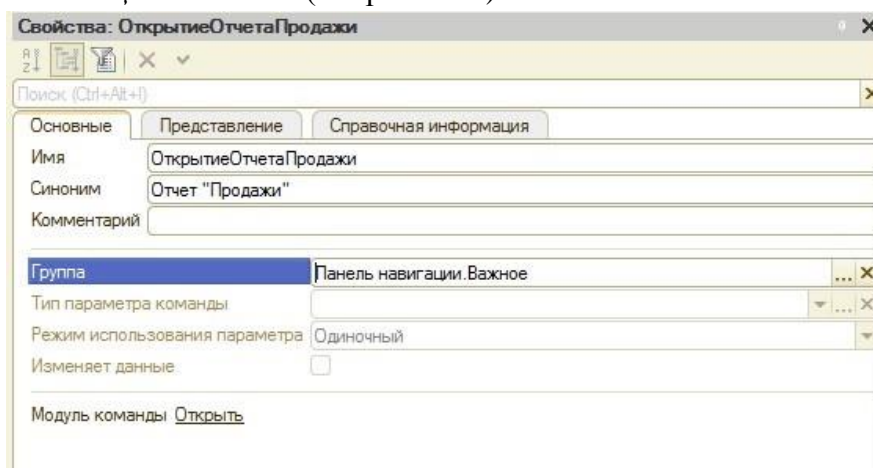 Свойства: ОткрытиеОтчетаПродажи
Поиск (Ctrl+Alt+I)
Основные Представление Справочная информация
Имя ОткрытиеОтчетаПродажи
Синоним Отчет "Продажи"
Комментарий
Группа Панель навигации.Важное
Тип параметра команды
Режим использования параметра Одиночный
Изменяет данные
Модуль команды Открыть